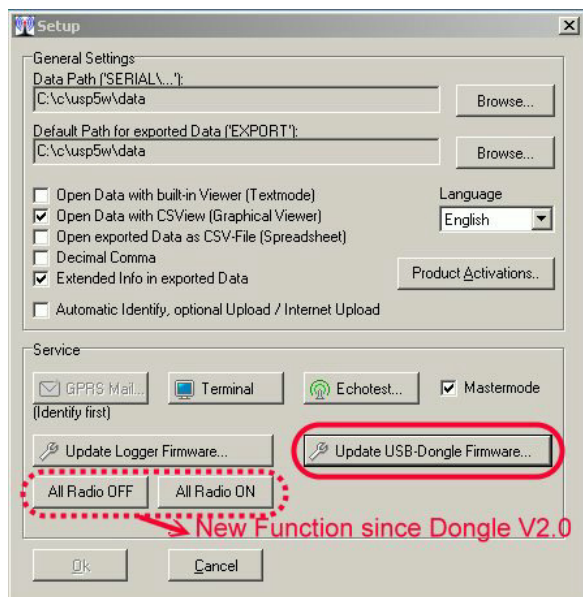 Setup
General Settings
Data Path ('SERIAL\...'):
C:\c\usp5w\data
Browse...
Default Path for exported Data ('EXPORT'):
C:\c\usp5w\data
Browse...
Open Data with built-in Viewer (Textmode)
Language
Open Data with CSView (Graphical Viewer)
English
Open exported Data as CSV-File (Spreadsheet)
Decimal Comma
Extended Info in exported Data
Product Activations..
Automatic Identify, optional Upload / Internet Upload
Service
GPRS Mail...
Terminal
Echotest...
Mastermode
(Identify first)
Update Logger Firmware...
Update USB-Dongle Firmware...
All Radio OFF
All Radio ON
New Function since Dongle V2.0
Ok
Cancel